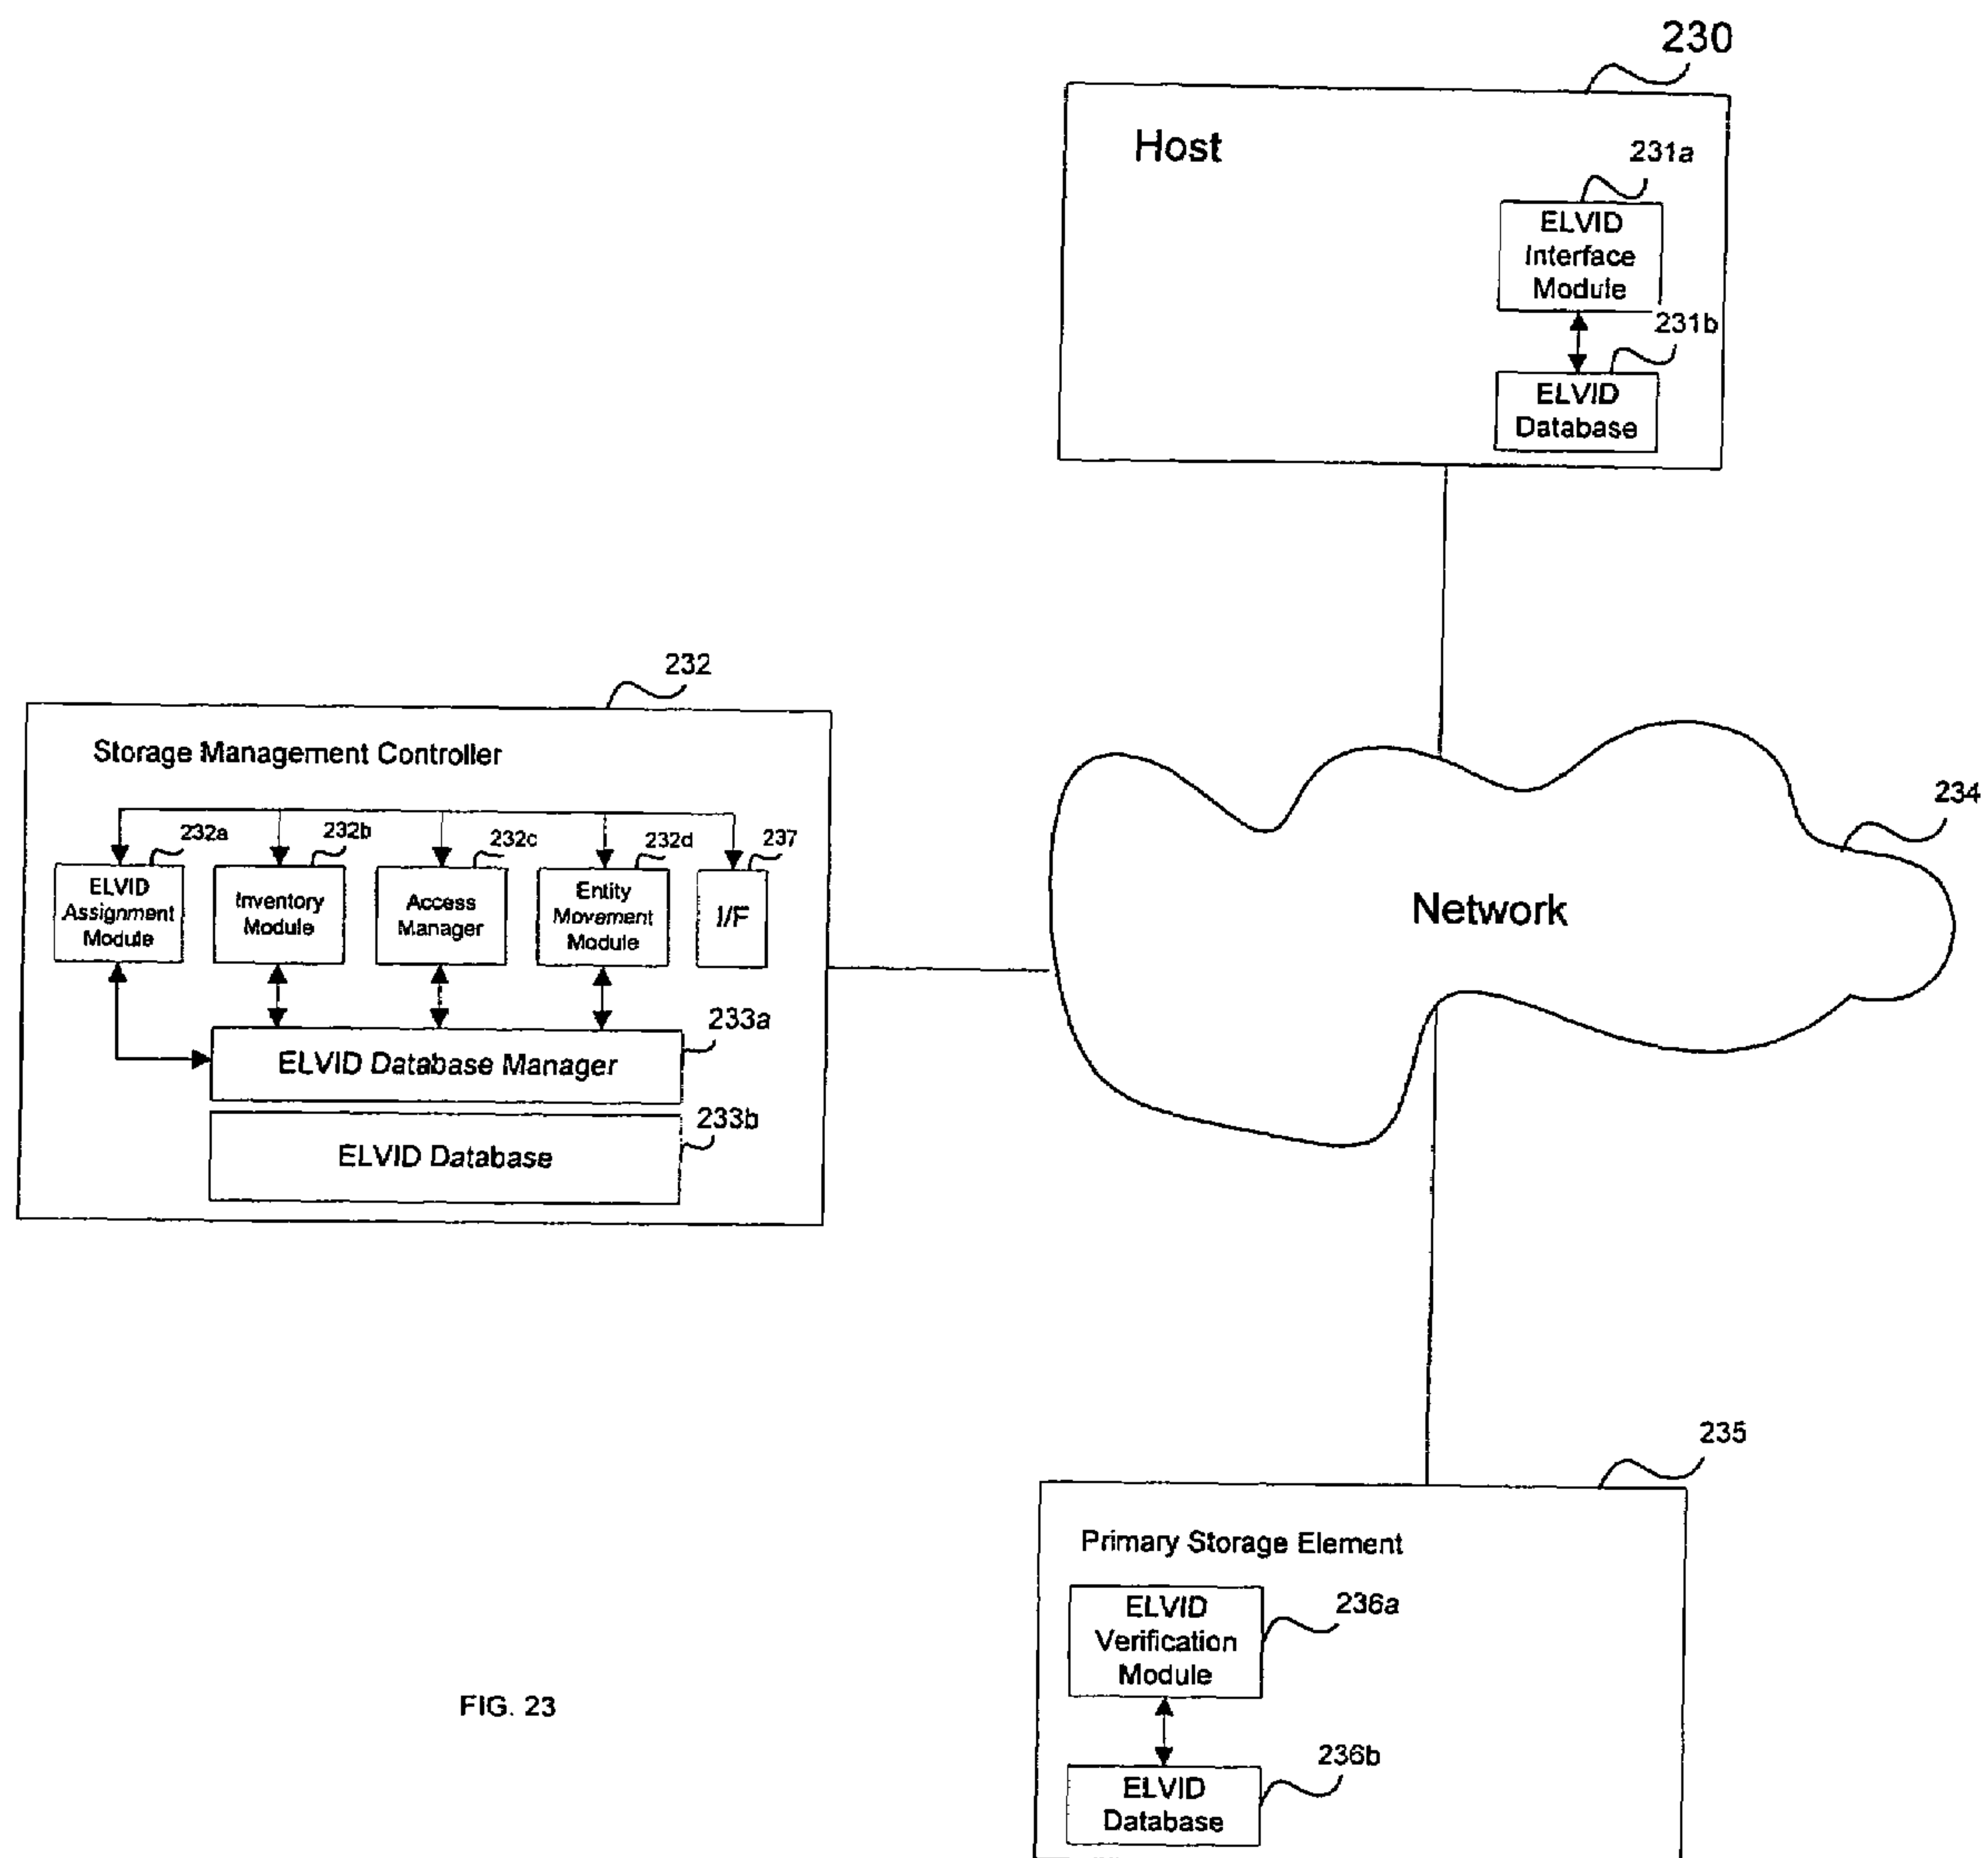 230
Host
231a
ELVID
Interface
Module
231b
ELVID
Database
232
Storage Management Controller
234
232a
232b
232c
232d
237
ELVID
Assignment
Module
Inventory
Module
Access
Manager
Entity
Movement
Module
I/F
Network
233a
ELVID Database Manager
233b
ELVID Database
235
Primary Storage Element
236a
ELVID
Verification
Module
236b
ELVID
Database
FIG. 23